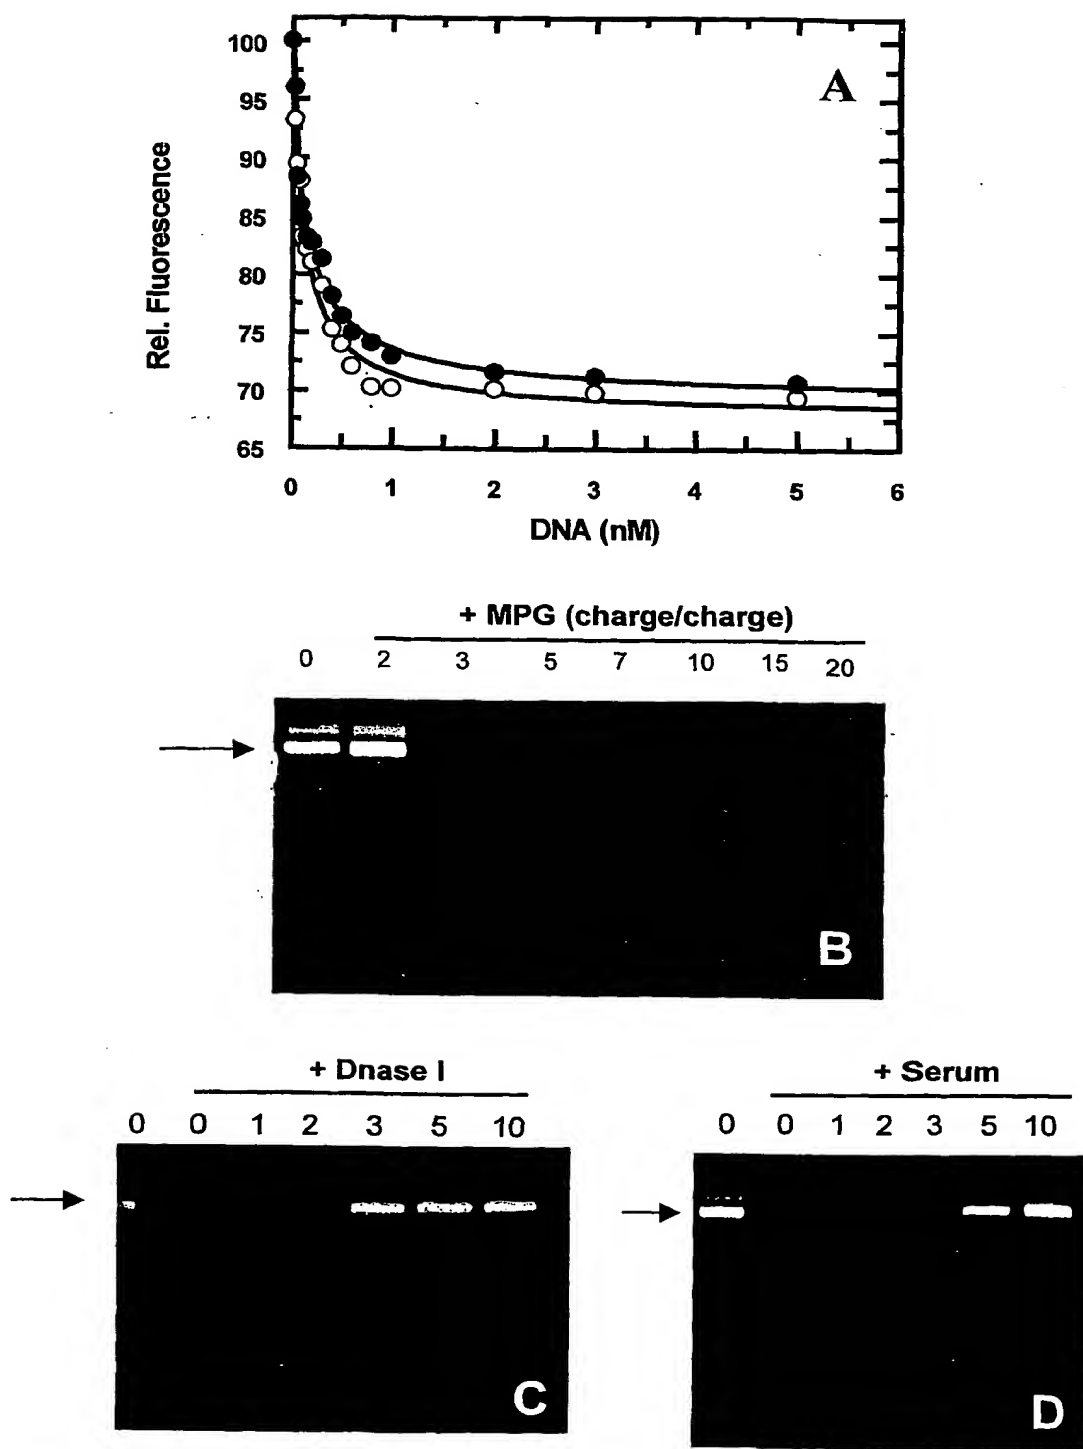 A
Rel. Fluorescence
100
95
90
85
80
75
70
65
0 1 2 3 4 5 6
DNA (nM)
+ MPG (charge/charge)
0 2 3 5 7 10 15 20
B
+ Dnase I
0 0 1 2 3 5 10
C
+ Serum
0 0 1 2 3 5 10
D